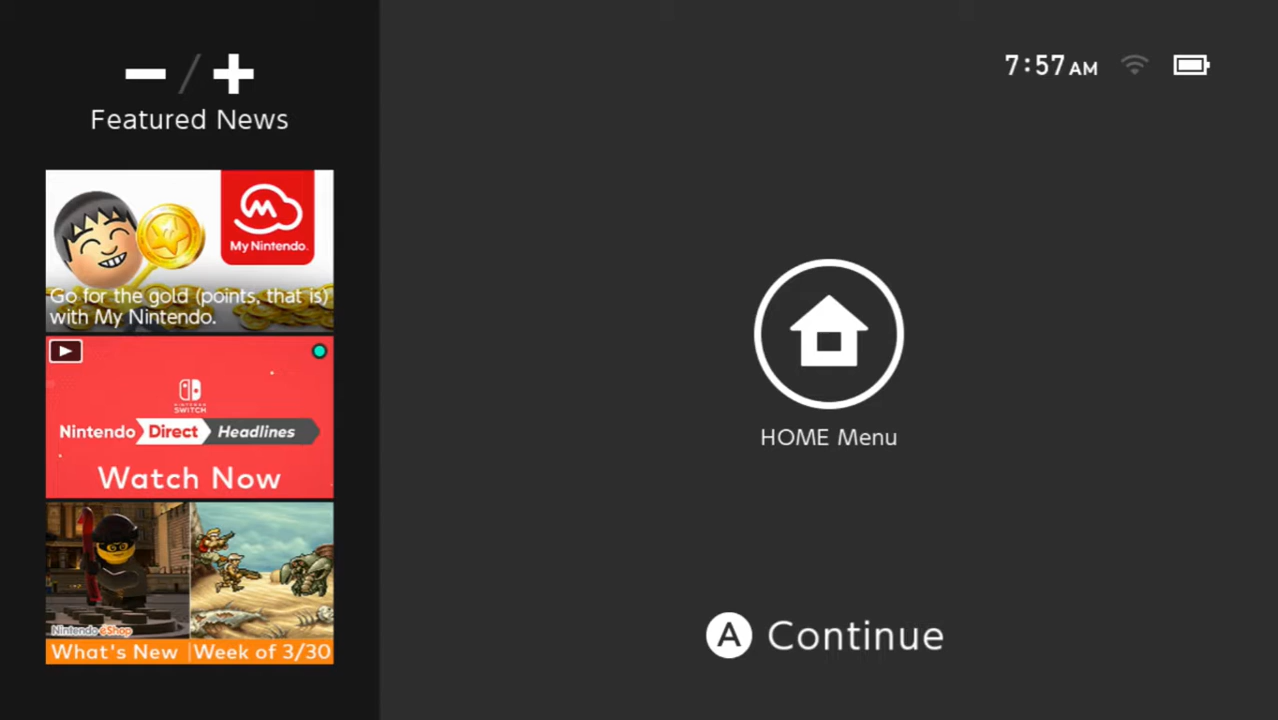 − / +
Featured News
My Nintendo.
Go for the gold (points, that is)
with My Nintendo.
NINTENDO
SWITCH
Nintendo Direct Headlines
Watch Now
Nintendo eShop
What's New
Week of 3/30
7:57 AM
HOME Menu
A Continue